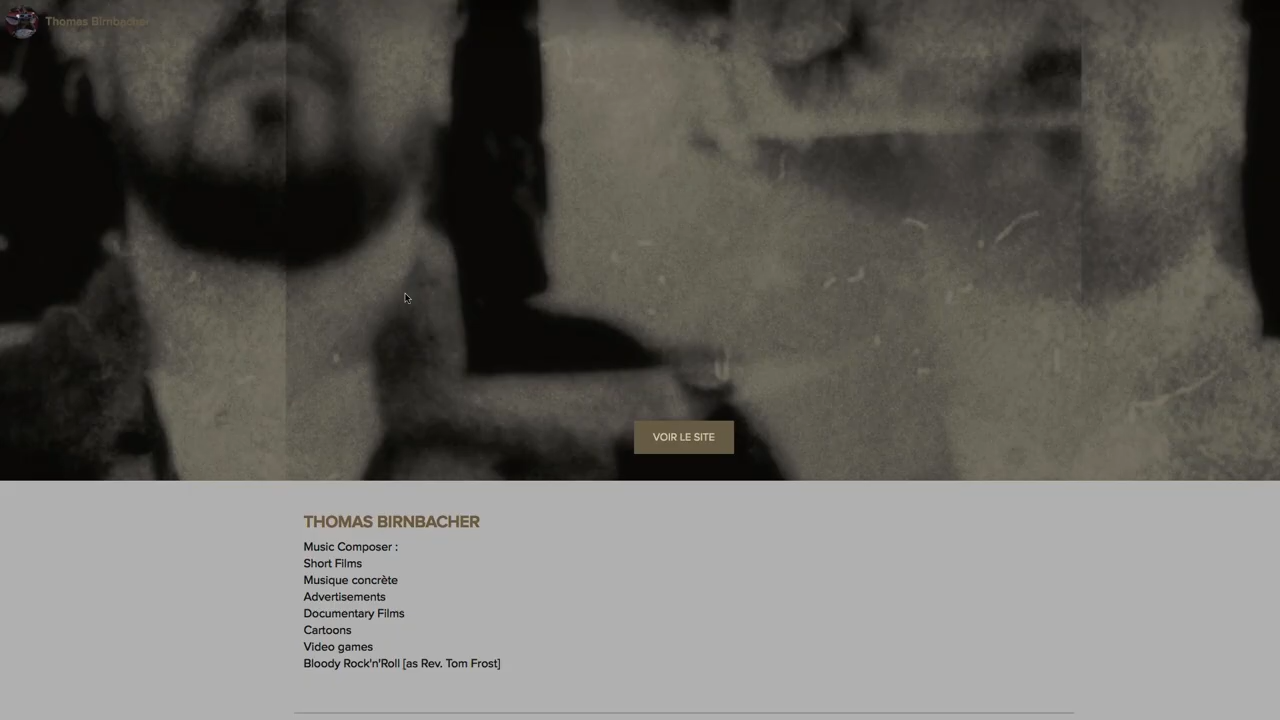 Thomas Birnbacher
VOIR LE SITE
THOMAS BIRNBACHER
Music Composer :
Short Films
Musique concrète
Advertisements
Documentary Films
Cartoons
Video games
Bloody Rock'n'Roll [as Rev. Tom Frost]